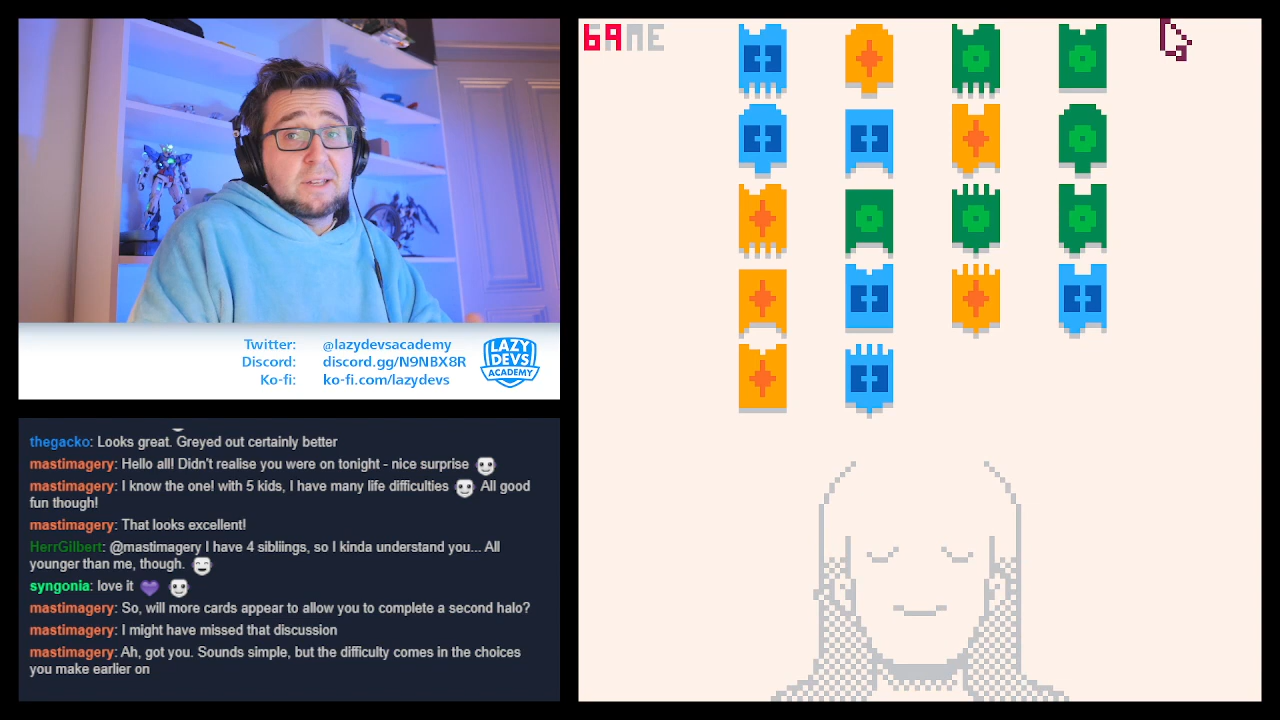 69ME
Twitter: @lazydevsacademy
Discord: discord.gg/N9NBX8R
Ko-fi: ko-fi.com/lazydevs
LAZY
DEVS
ACADEMY
thegacko: Looks great. Greyed out certainly better
mastimagery: Hello all! Didn't realise you were on tonight - nice surprise
mastimagery: I know the one! with 5 kids, I have many life difficulties All good
fun though!
mastimagery: That looks excellent!
HerrGilbert: @mastimagery I have 4 sibliings, so I kinda understand you... All
younger than me, though.
syngonia: love it
mastimagery: So, will more cards appear to allow you to complete a second halo?
mastimagery: I might have missed that discussion
mastimagery: Ah, got you. Sounds simple, but the difficulty comes in the choices
you make earlier on